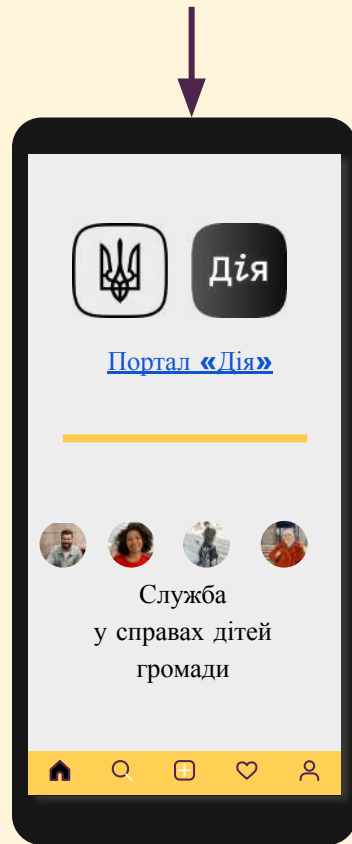 Дія
Портал «Дія»
Служба
у справах дітей
громади